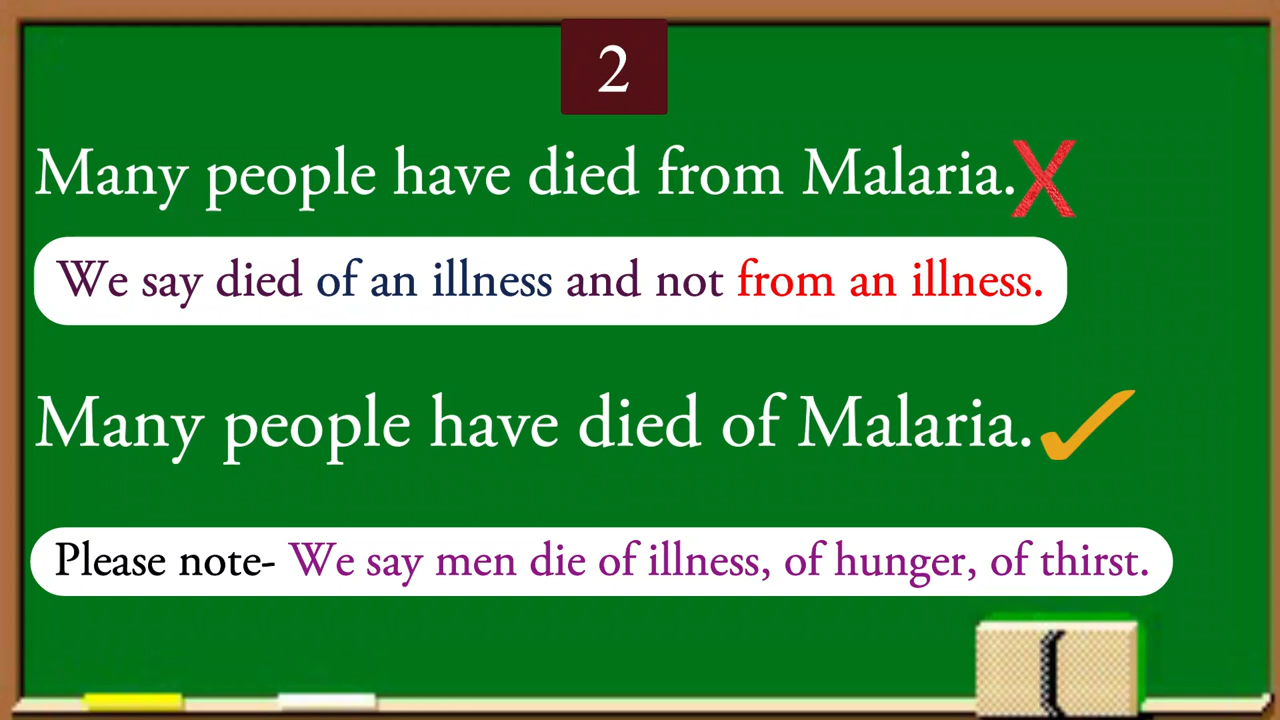 2
Many people have died from Malaria.
We say died of an illness and not from an illness.
Many people have died of Malaria.
Please note- We say men die of illness, of hunger, of thirst.